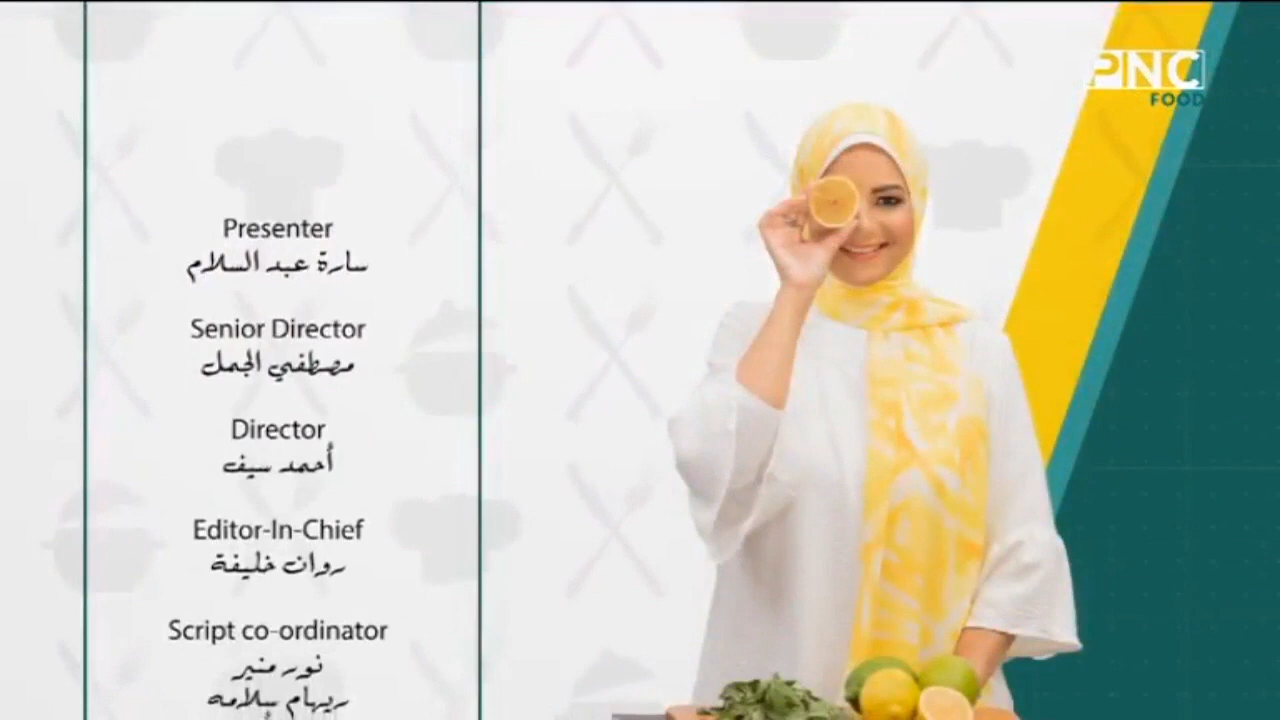 PNC
FOOD
Presenter
سارة عبد السلام
Senior Director
مصطفي الجمل
Director
أحمد سيف
Editor-In-Chief
روان خليفة
Script co-ordinator
نور منير
ريهام سلامه